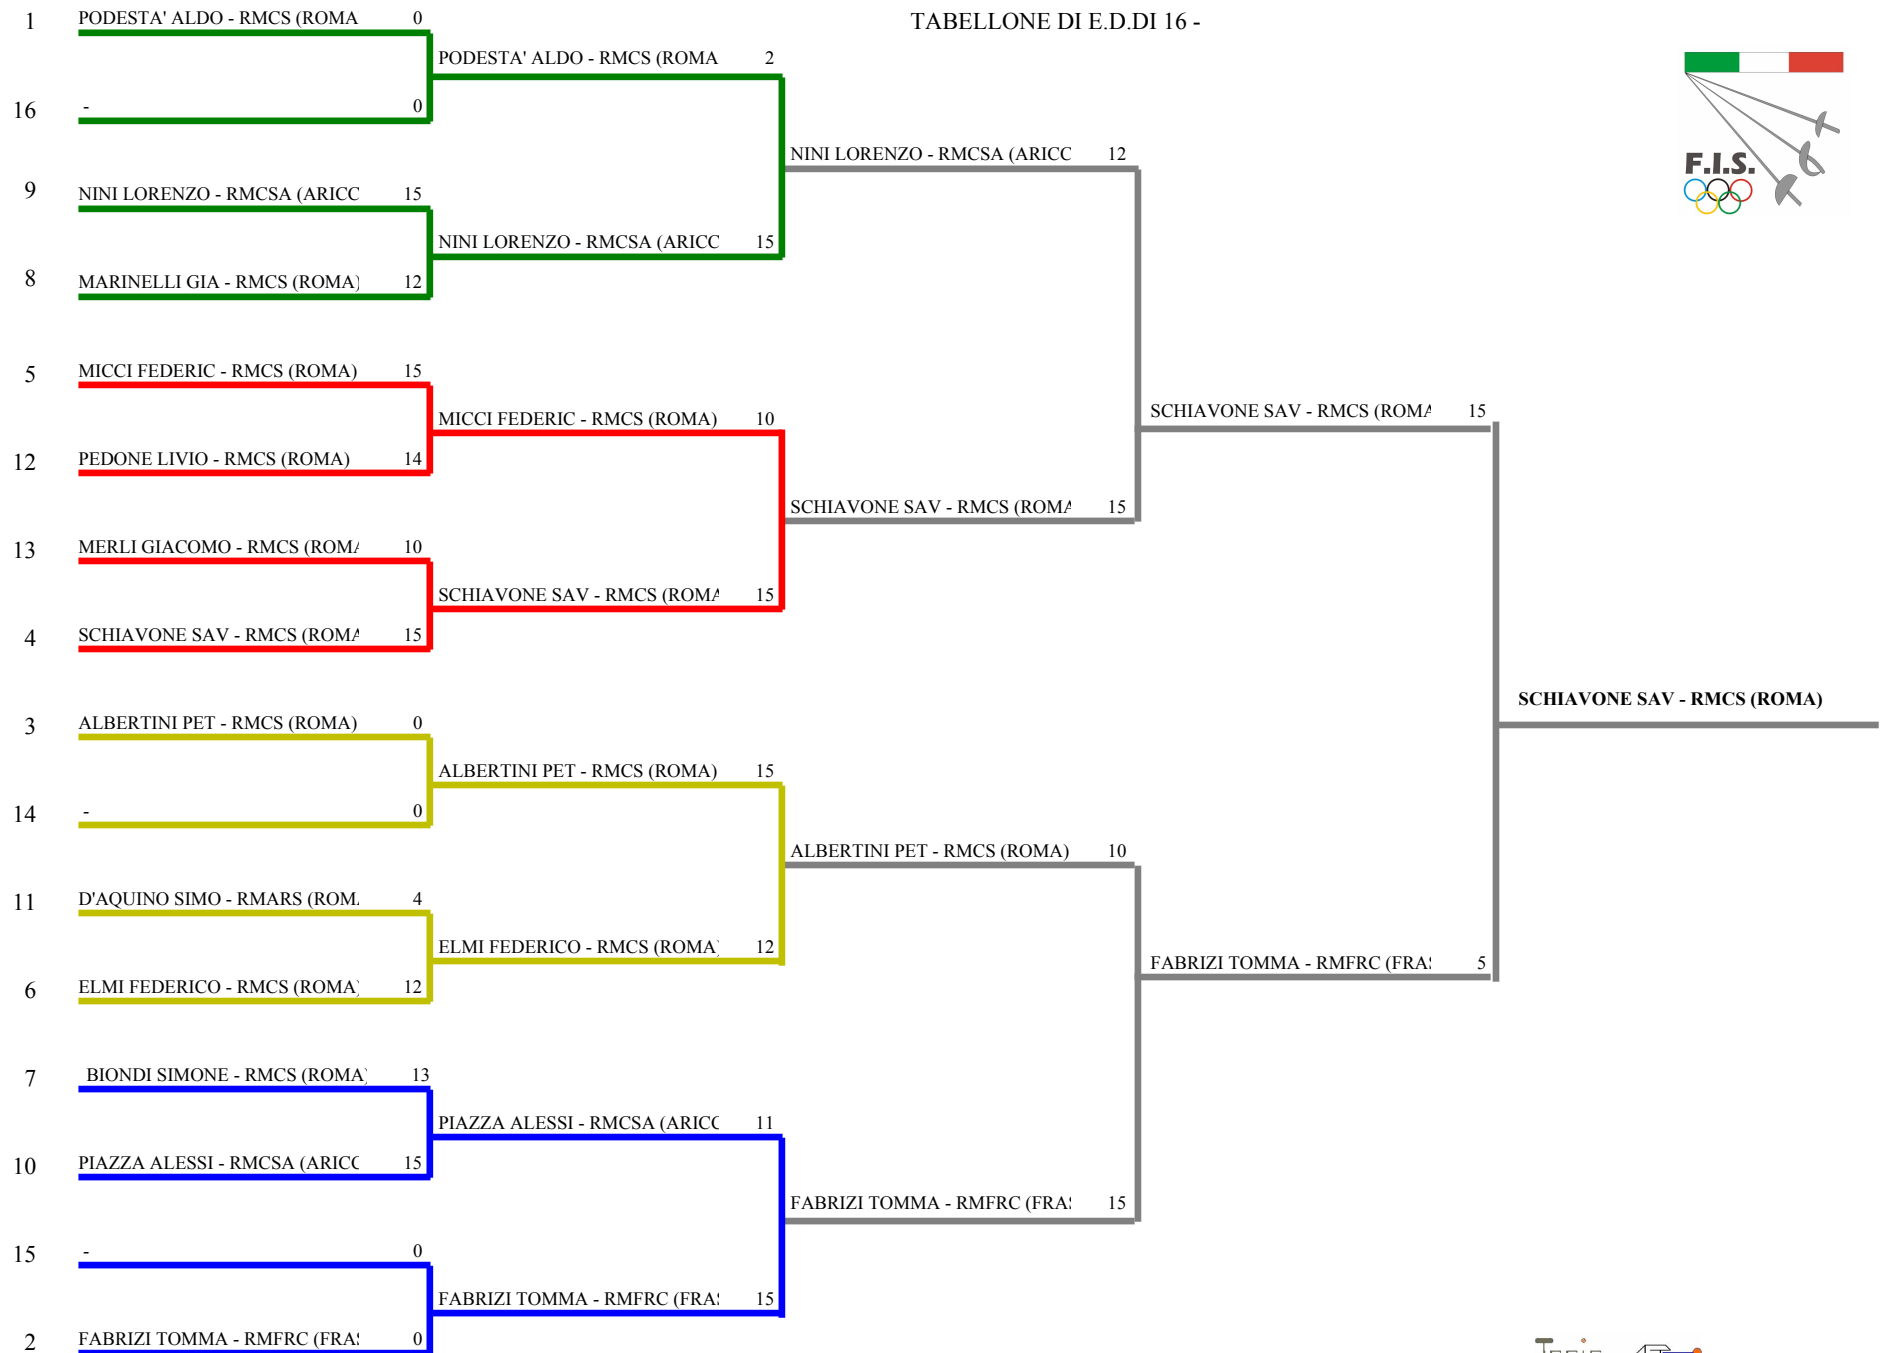 TABELLONE DI E.D.DI 16 -
F.I.S.
1 PODESTA' ALDO - RMCS (ROMA 0
16 - 0
9 NINI LORENZO - RMCSA (ARICC 15
8 MARINELLI GIA - RMCS (ROMA) 12
5 MICCI FEDERIC - RMCS (ROMA) 15
12 PEDONE LIVIO - RMCS (ROMA) 14
13 MERLI GIACOMO - RMCS (ROMA 10
4 SCHIAVONE SAV - RMCS (ROMA 15
3 ALBERTINI PET - RMCS (ROMA) 0
14 - 0
11 D'AQUINO SIMO - RMARS (ROM 4
6 ELMI FEDERICO - RMCS (ROMA) 12
7 BIONDI SIMONE - RMCS (ROMA) 13
10 PIAZZA ALESSI - RMCSA (ARICC 15
15 - 0
2 FABRIZI TOMMA - RMFRC (FRAS 0
PODESTA' ALDO - RMCS (ROMA 2
NINI LORENZO - RMCSA (ARICC 15
MICCI FEDERIC - RMCS (ROMA) 10
SCHIAVONE SAV - RMCS (ROMA 15
ALBERTINI PET - RMCS (ROMA) 15
ELMI FEDERICO - RMCS (ROMA) 12
PIAZZA ALESSI - RMCSA (ARICC 11
FABRIZI TOMMA - RMFRC (FRAS 15
NINI LORENZO - RMCSA (ARICC 12
SCHIAVONE SAV - RMCS (ROMA 15
ALBERTINI PET - RMCS (ROMA) 10
FABRIZI TOMMA - RMFRC (FRAS 15
SCHIAVONE SAV - RMCS (ROMA 15
FABRIZI TOMMA - RMFRC (FRAS 5
SCHIAVONE SAV - RMCS (ROMA)